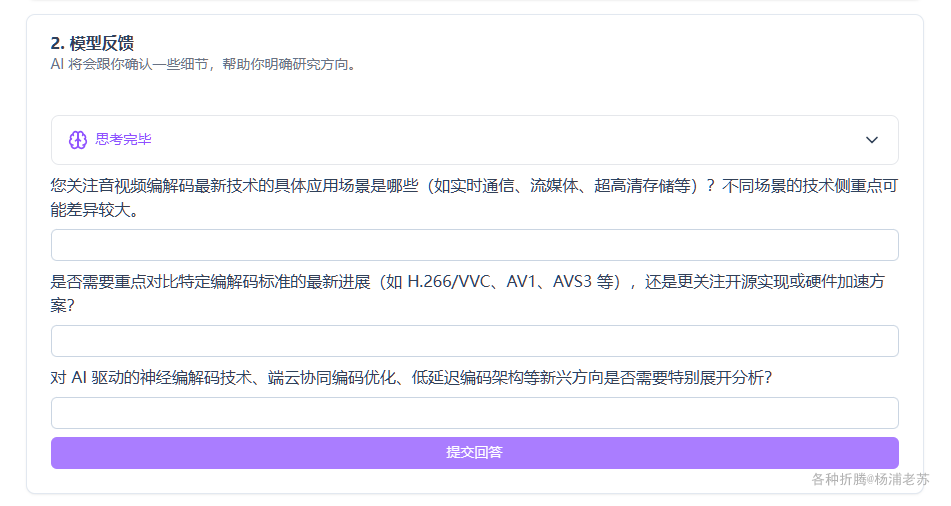 2. 模型反馈
AI 将会跟你确认一些细节，帮助你明确研究方向。
思考完毕
您关注音视频编解码最新技术的具体应用场景是哪些（如实时通信、流媒体、超高清存储等）？不同场景的技术侧重点可
能差异较大。
是否需要重点对比特定编解码标准的最新进展（如 H.266/VVC、AV1、AVS3 等），还是更关注开源实现或硬件加速方
案？
对 AI 驱动的神经编解码技术、端云协同编码优化、低延迟编码架构等新兴方向是否需要特别展开分析？
提交回答
各种折腾@杨浦老苏